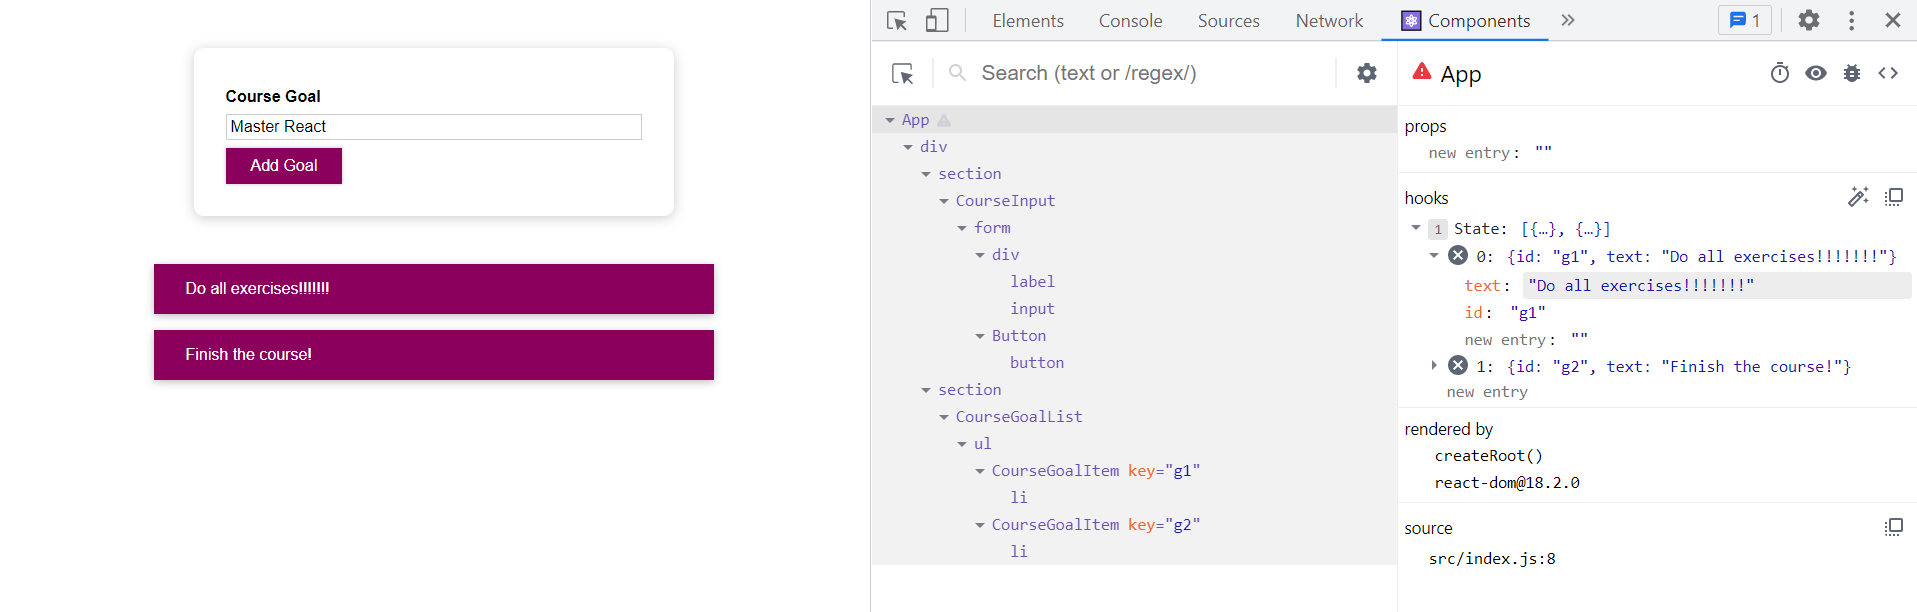 Course Goal
Master React
Add Goal
Do all exercises!!!!!!!
Finish the course!
Elements Console Sources Network Components » 1
Search (text or /regex/)
App
div
section
CourseInput
form
div
label
input
Button
button
section
CourseGoalList
ul
CourseGoalItem key="g1"
li
CourseGoalItem key="g2"
li
App
props
new entry: ""
hooks
1 State: [{…}, {…}]
0: {id: "g1", text: "Do all exercises!!!!!!!"}
text: "Do all exercises!!!!!!!"
id: "g1"
new entry: ""
1: {id: "g2", text: "Finish the course!"}
new entry
rendered by
createRoot()
react-dom@18.2.0
source
src/index.js:8